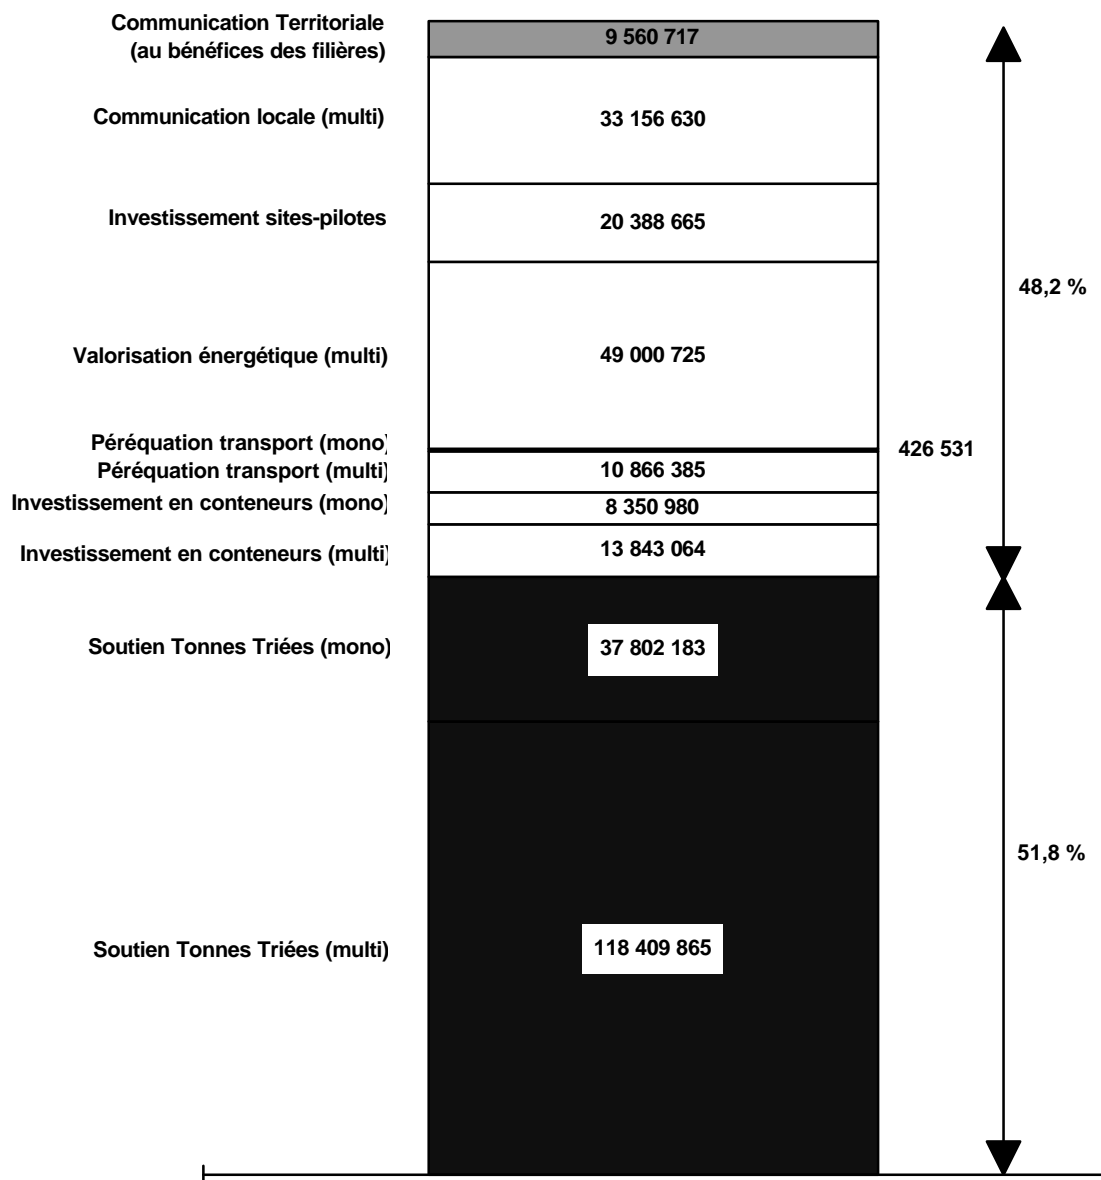 Communication Territoriale
(au bénéfices des filières)
9 560 717
Communication locale (multi)
33 156 630
Investissement sites-pilotes
20 388 665
48,2 %
Valorisation énergétique (multi)
49 000 725
Péréquation transport (mono)
426 531
Péréquation transport (multi)
10 866 385
Investissement en conteneurs (mono)
8 350 980
Investissement en conteneurs (multi)
13 843 064
Soutien Tonnes Triées (mono)
37 802 183
51,8 %
Soutien Tonnes Triées (multi)
118 409 865